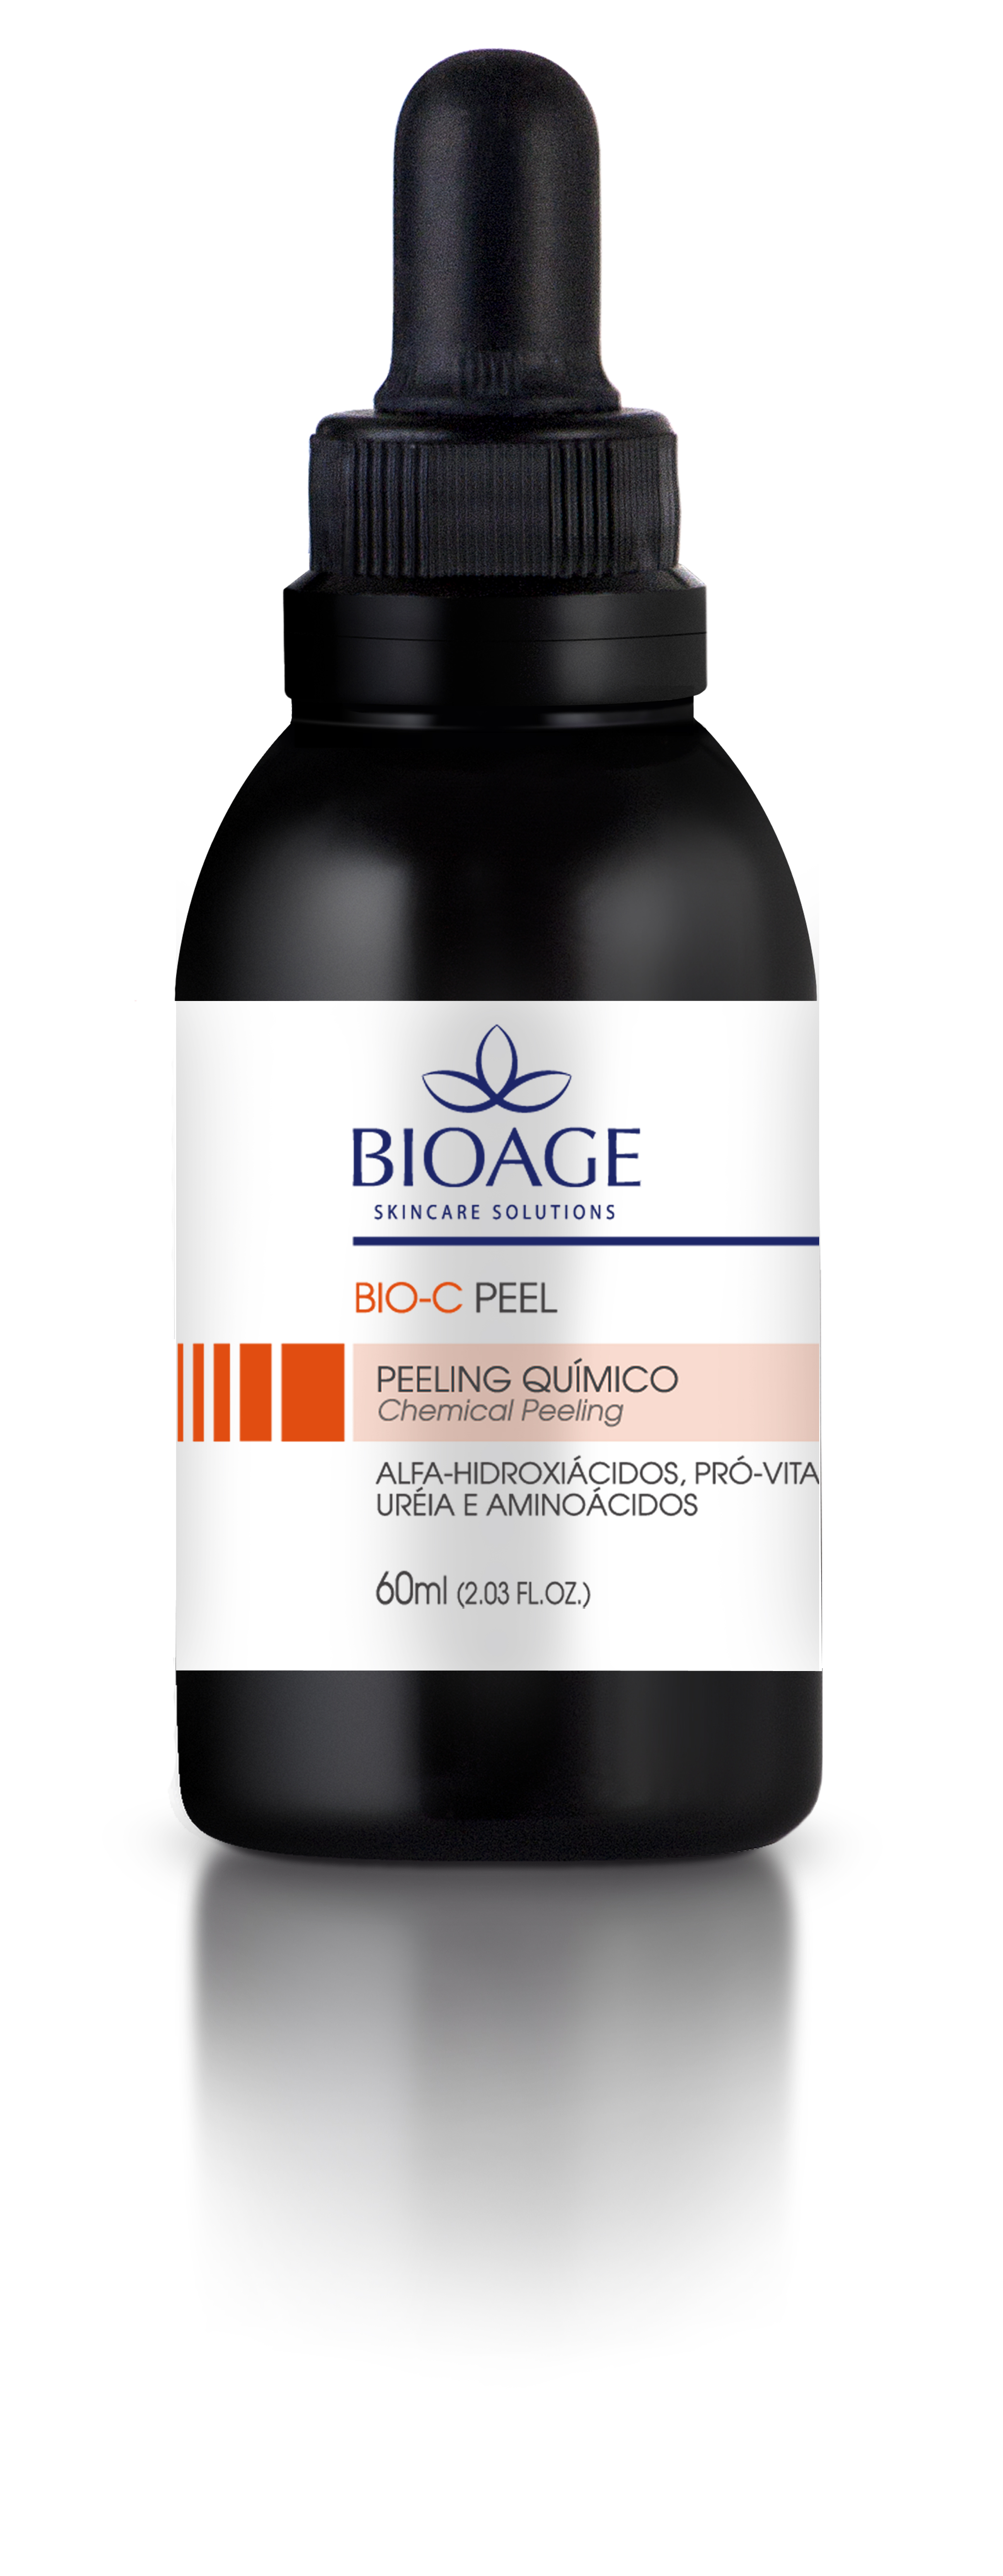 BIOAGE
SKINCARE SOLUTIONS
BIO-C PEEL
PEELING QUÍMICO
Chemical Peeling
ALFA-HIDROXIÁCIDOS, PRÓ-VITA
URÉIA E AMINOÁCIDOS
60ml (2.03 FL.OZ.)